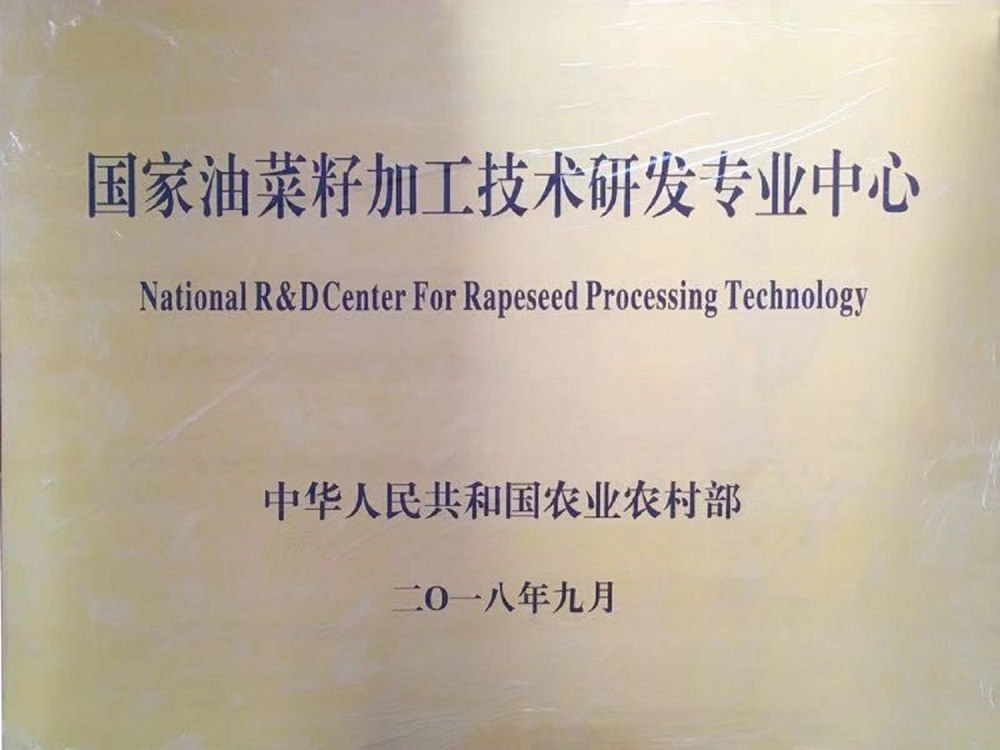 国家油菜籽加工技术研发专业中心
National R&D Center For Rapeseed Processing Technology
中华人民共和国农业农村部
二O一八年九月